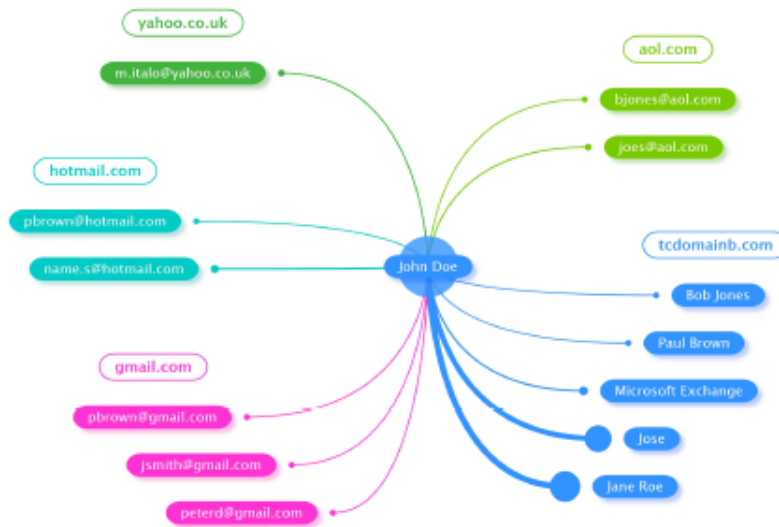 yahoo.co.uk
m.italo@yahoo.co.uk
aol.com
bjones@aol.com
joes@aol.com
hotmail.com
pbrown@hotmail.com
name.s@hotmail.com
John Doe
tcdomainb.com
Bob Jones
Paul Brown
Microsoft Exchange
Jose
Jane Roe
gmail.com
pbrown@gmail.com
jsmith@gmail.com
peterd@gmail.com